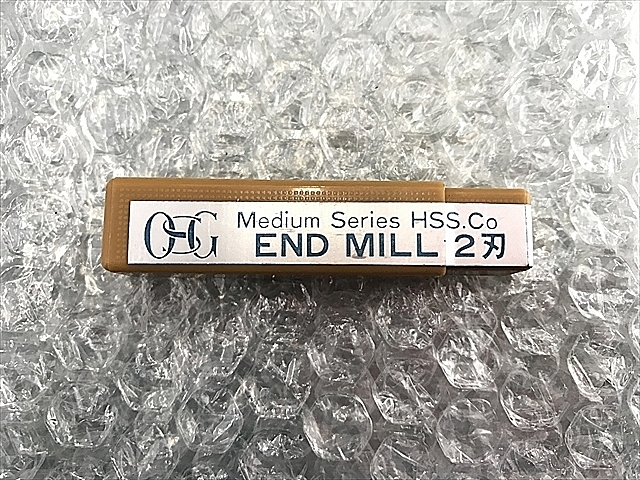 OSG Medium Series HSS.Co
END MILL 2刃